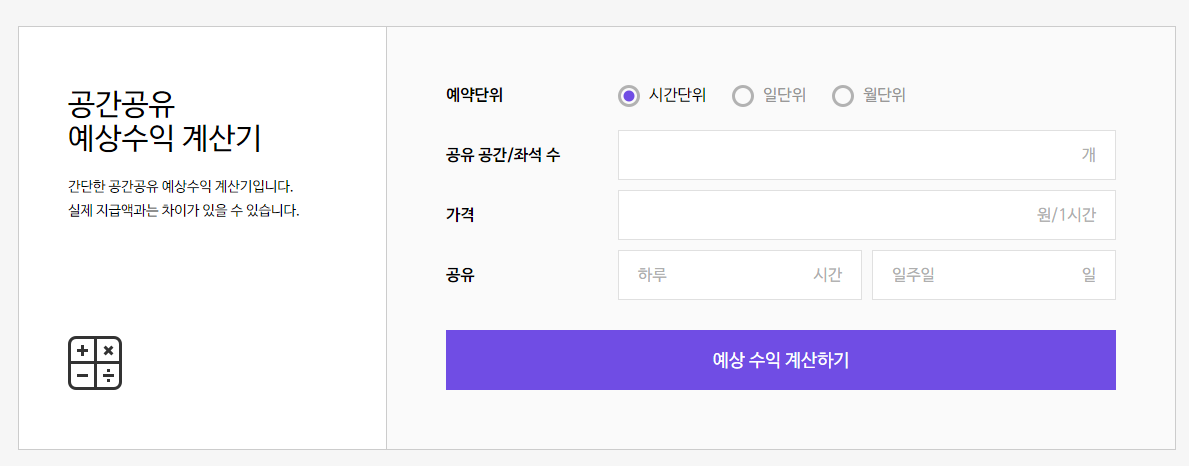 공간공유
예상수익 계산기
간단한 공간공유 예상수익 계산기입니다.
실제 지급액과는 차이가 있을 수 있습니다.
예약단위 시간단위 일단위 월단위
공유 공간/좌석 수 개
가격 원/1시간
공유 하루 시간 일주일 일
예상 수익 계산하기